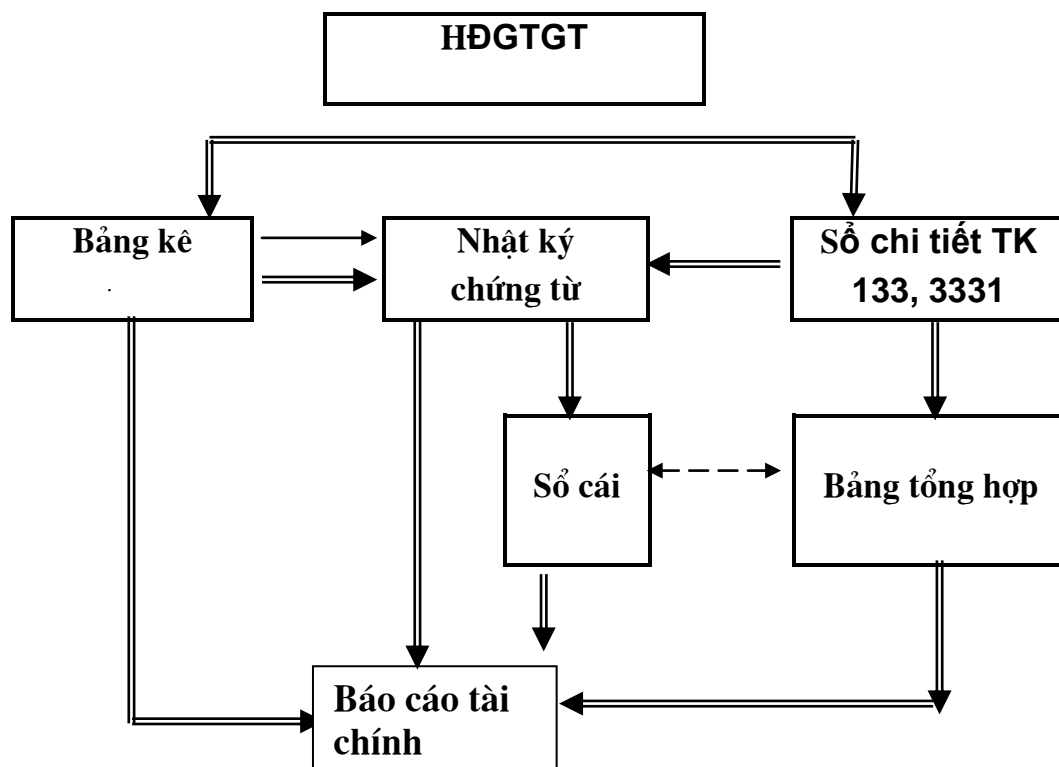 HĐGTGT
Bảng kê
Nhật ký
chứng từ
Sổ chi tiết TK
133, 3331
Sổ cái
Bảng tổng hợp
Báo cáo tài
chính